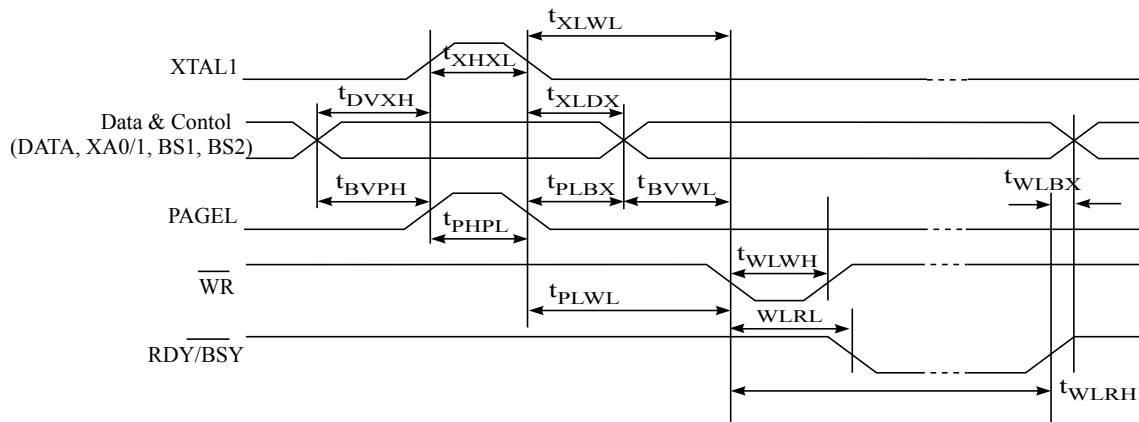 tXLWL
XTAL1
tXHXL
tDVXH
tXLDX
Data & Contol
(DATA, XA0/1, BS1, BS2)
tBVPH
tPLBX
tBVWL
tWLBX
PAGEL
tPHPL
WR
tWLWH
tPLWL
WLRL
RDY/BSY
tWLRH